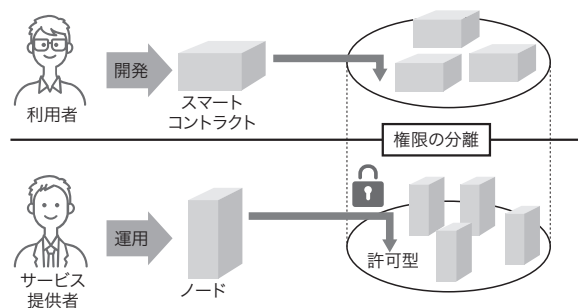 開発
利用者
スマート
コントラクト
権限の分離
運用
許可型
サービス
提供者
ノード